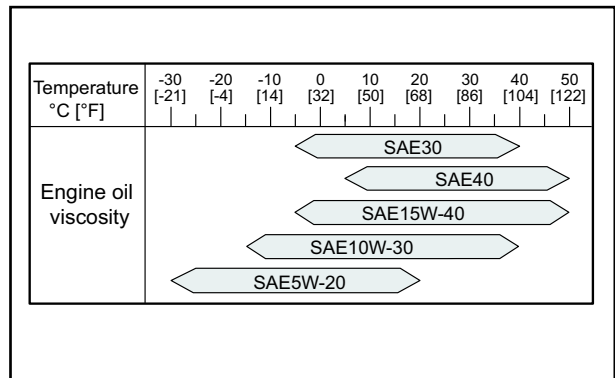 Temperature
°C [°F]
-30 -20 -10 0 10 20 30 40 50
[-21] [-4] [14] [32] [50] [68] [86] [104] [122]
Engine oil
viscosity
SAE30
SAE40
SAE15W-40
SAE10W-30
SAE5W-20